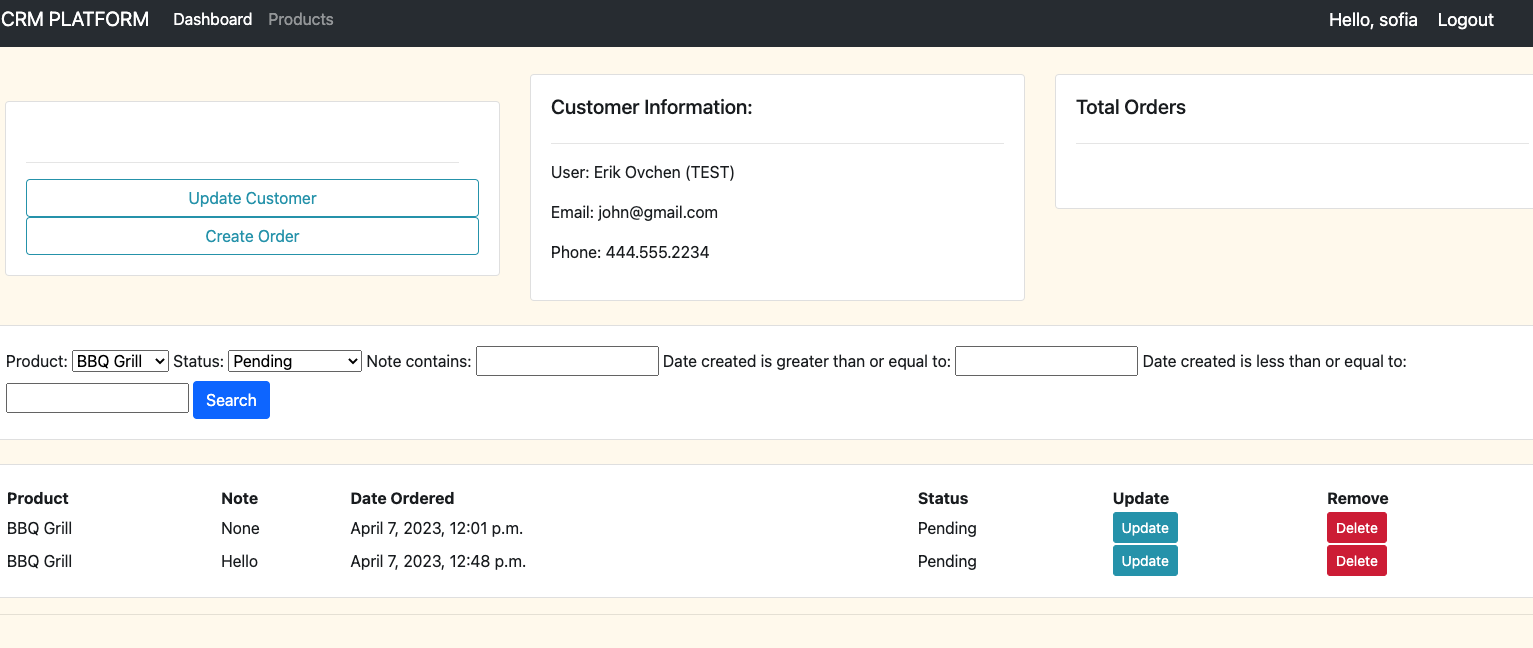 CRM PLATFORM Dashboard Products Hello, sofia Logout
Update Customer
Create Order
Customer Information:
User: Erik Ovchen (TEST)
Email: john@gmail.com
Phone: 444.555.2234
Total Orders
Product: BBQ Grill Status: Pending Note contains: Date created is greater than or equal to: Date created is less than or equal to:
Search
Product Note Date Ordered Status Update Remove
BBQ Grill None April 7, 2023, 12:01 p.m. Pending Update Delete
BBQ Grill Hello April 7, 2023, 12:48 p.m. Pending Update Delete